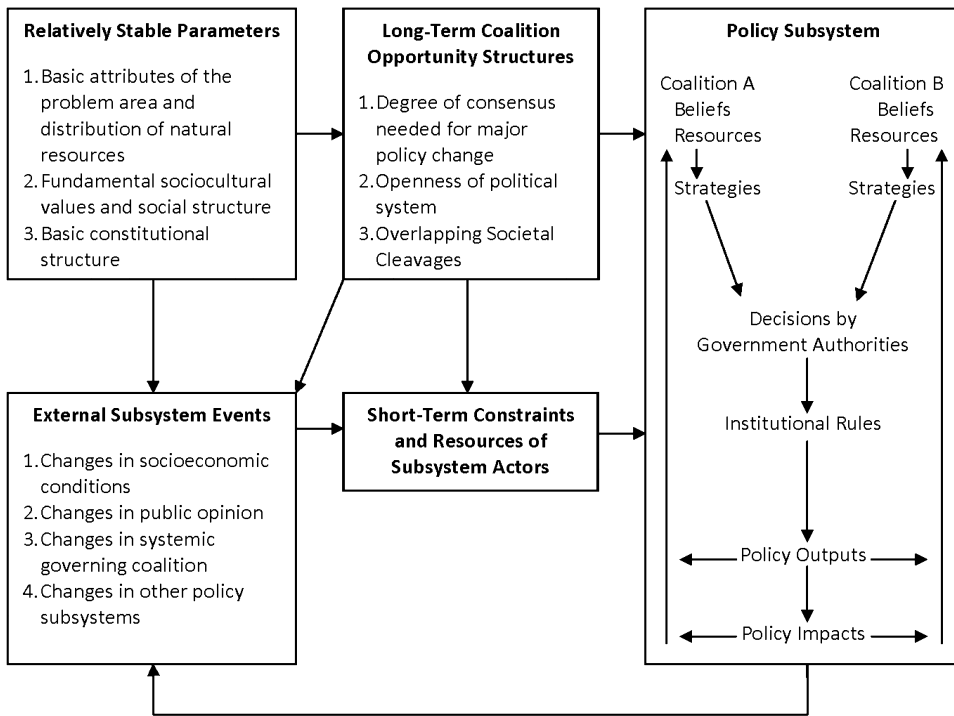 Relatively Stable Parameters
1. Basic attributes of the
problem area and
distribution of natural
resources
2. Fundamental sociocultural
values and social structure
3. Basic constitutional
structure
Long-Term Coalition
Opportunity Structures
1. Degree of consensus
needed for major
policy change
2. Openness of political
system
3. Overlapping Societal
Cleavages
External Subsystem Events
1. Changes in socioeconomic
conditions
2. Changes in public opinion
3. Changes in systemic
governing coalition
4. Changes in other policy
subsystems
Short-Term Constraints
and Resources of
Subsystem Actors
Policy Subsystem
Coalition A
Beliefs
Resources
Strategies
Coalition B
Beliefs
Resources
Strategies
Decisions by
Government Authorities
Institutional Rules
Policy Outputs
Policy Impacts